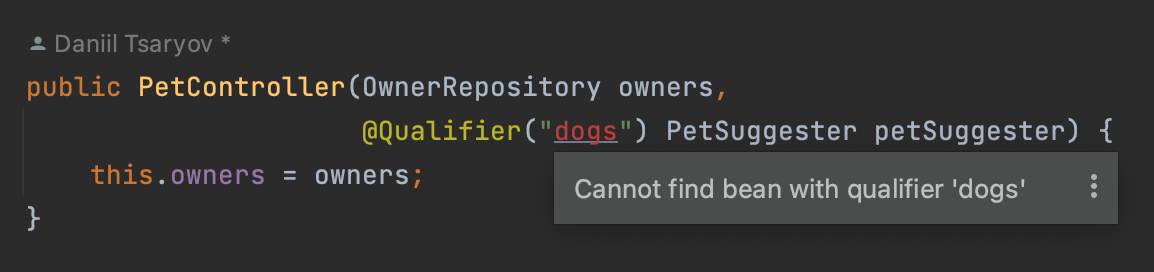 Daniil Tsaryov *
public PetController(OwnerRepository owners,
@Qualifier("dogs") PetSuggester petSuggester) {
this.owners = owners;
Cannot find bean with qualifier 'dogs'
}